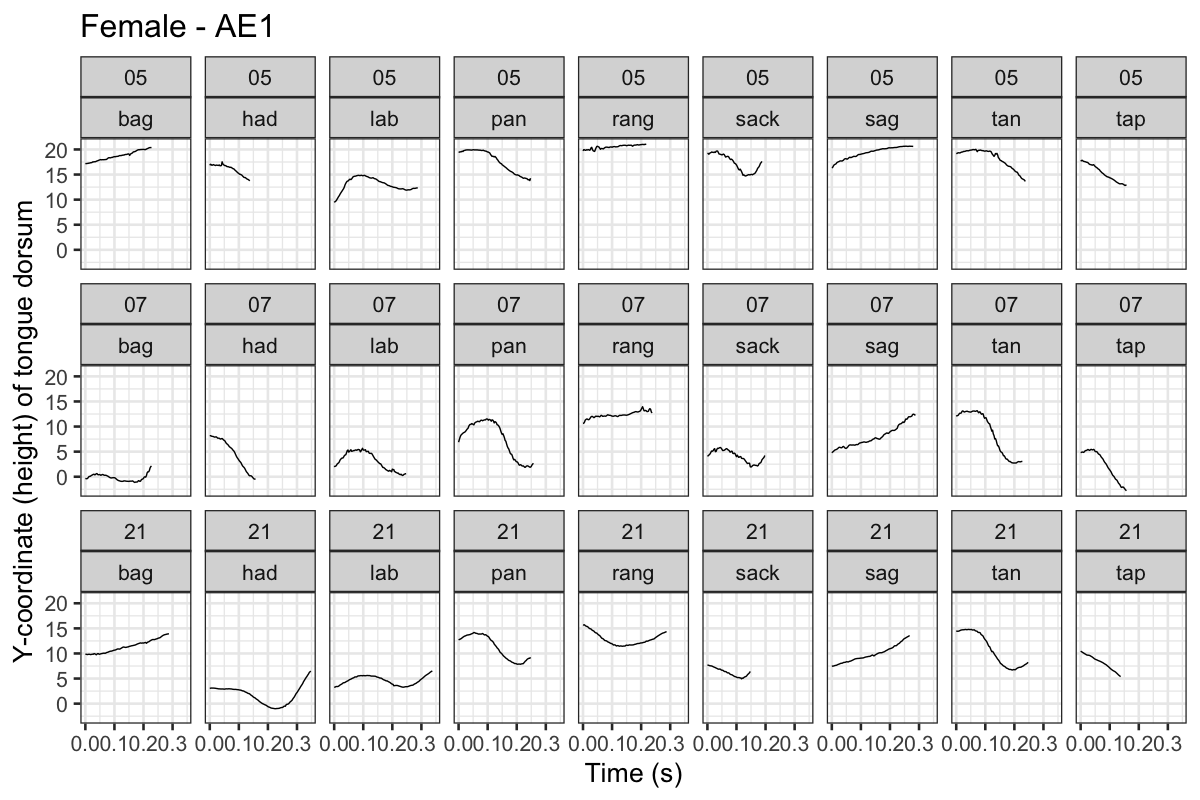 Female - AE1
05 05 05 05 05 05 05 05 05
bag had lab pan rang sack sag tan tap
20
15
10
5
0
07 07 07 07 07 07 07 07 07
bag had lab pan rang sack sag tan tap
20
15
10
5
0
21 21 21 21 21 21 21 21 21
bag had lab pan rang sack sag tan tap
20
15
10
5
0
Y-coordinate (height) of tongue dorsum
0.00.10.20.3 0.00.10.20.3 0.00.10.20.3 0.00.10.20.3 0.00.10.20.3 0.00.10.20.3 0.00.10.20.3 0.00.10.20.3 0.00.10.20.3
Time (s)